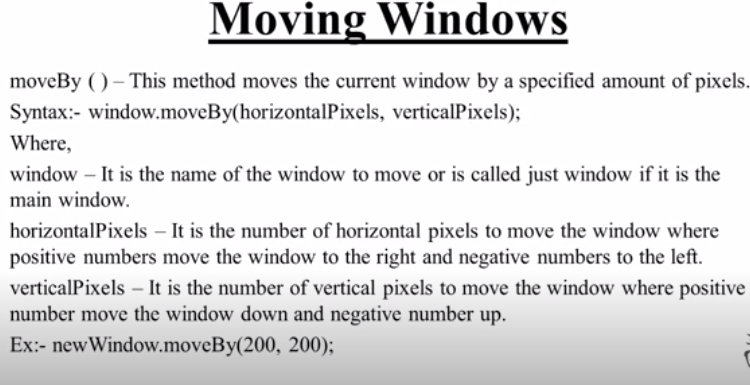 Moving Windows
moveBy ( ) – This method moves the current window by a specified amount of pixels.
Syntax:- window.moveBy(horizontalPixels, verticalPixels);
Where,
window – It is the name of the window to move or is called just window if it is the
main window.
horizontalPixels – It is the number of horizontal pixels to move the window where
positive numbers move the window to the right and negative numbers to the left.
verticalPixels – It is the number of vertical pixels to move the window where positive
number move the window down and negative number up.
Ex:- newWindow.moveBy(200, 200);